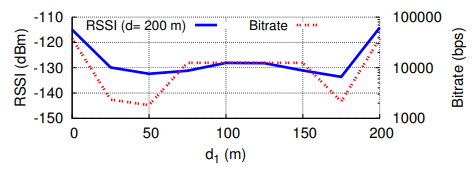 -110
-120
-130
-140
-150
RSSI (dBm)
RSSI (d= 200 m)
Bitrate
100000
10000
1000
Bitrate (bps)
0 50 100 150 200
d1 (m)